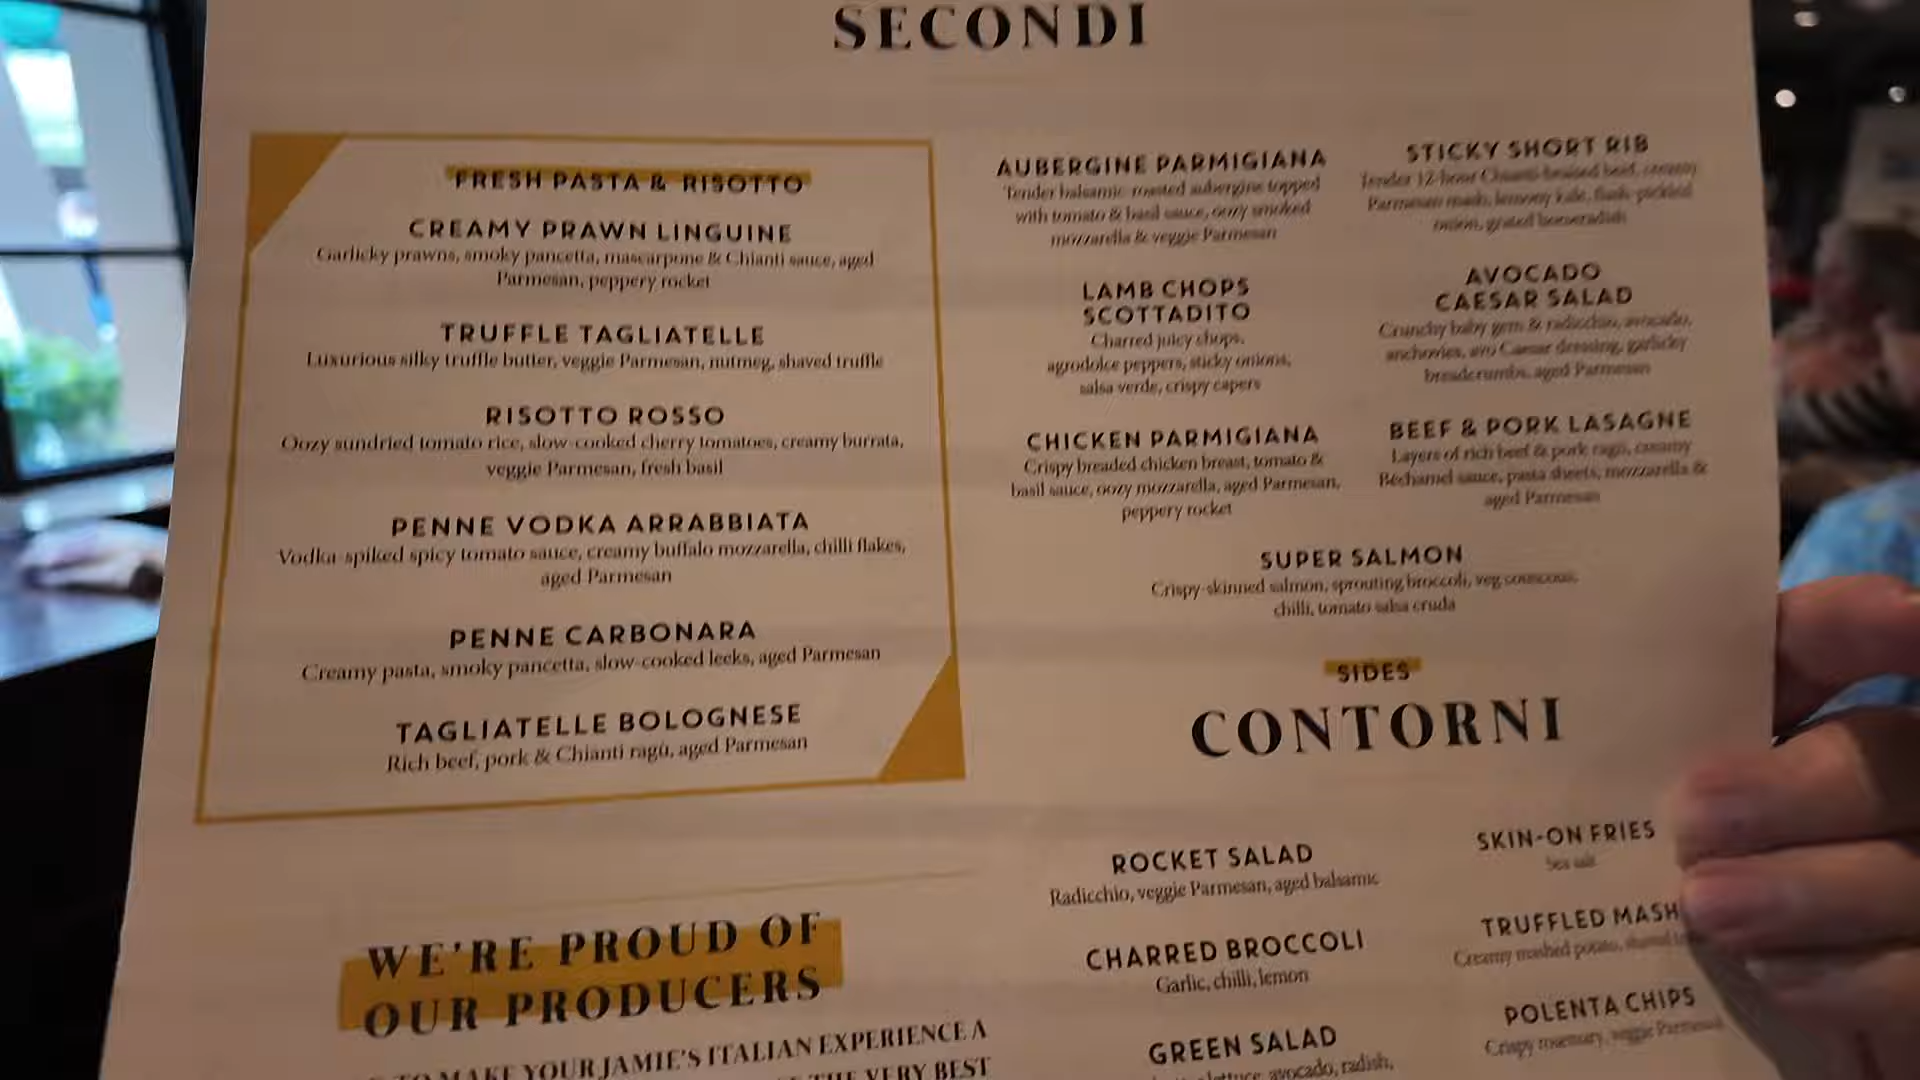 SECONDI
FRESH PASTA & RISOTTO
CREAMY PRAWN LINGUINE
Garlicky prawns, smoky pancetta, mascarpone & Chianti sauce, aged
Parmesan, peppery rocket
TRUFFLE TAGLIATELLE
Luxurious silky truffle butter, veggie Parmesan, nutmeg, shaved truffle
RISOTTO ROSSO
Oozy sundried tomato rice, slow-cooked cherry tomatoes, creamy burrata,
veggie Parmesan, fresh basil
PENNE VODKA ARRABBIATA
Vodka-spiked spicy tomato sauce, creamy buffalo mozzarella, chilli flakes,
aged Parmesan
PENNE CARBONARA
Creamy pasta, smoky pancetta, slow-cooked leeks, aged Parmesan
TAGLIATELLE BOLOGNESE
Rich beef, pork & Chianti ragù, aged Parmesan
AUBERGINE PARMIGIANA
Tender balsamic-roasted aubergine topped
with tomato & basil sauce, oozy smoked
mozzarella & veggie Parmesan
LAMB CHOPS
SCOTTADITO
Charred juicy chops,
agrodolce peppers, sticky onions,
salsa verde, crispy capers
CHICKEN PARMIGIANA
Crispy breaded chicken breast, tomato &
basil sauce, oozy mozzarella, aged Parmesan,
peppery rocket
STICKY SHORT RIB
Tender 12-hour Chianti-braised beef, creamy
Parmesan mash, lemony kale, flash-pickled
onion, grated horseradish
AVOCADO
CAESAR SALAD
Crunchy baby gem & radicchio, avocado,
anchovies, avo Caesar dressing, garlicky
breadcrumbs, aged Parmesan
BEEF & PORK LASAGNE
Layers of rich beef & pork ragù, creamy
Béchamel sauce, pasta sheets, mozzarella &
aged Parmesan
SUPER SALMON
Crispy-skinned salmon, sprouting broccoli, veg couscous,
chilli, tomato salsa cruda
SIDES
CONTORNI
ROCKET SALAD
Radicchio, veggie Parmesan, aged balsamic
CHARRED BROCCOLI
Garlic, chilli, lemon
GREEN SALAD
lettuce, avocado, radish,
SKIN-ON FRIES
Sea salt
TRUFFLED MASH
Creamy mashed potato, shaved
POLENTA CHIPS
Crispy rosemary, veggie Parmesan
WE'RE PROUD OF
OUR PRODUCERS
TO MAKE YOUR JAMIE'S ITALIAN EXPERIENCE A
THE VERY BEST